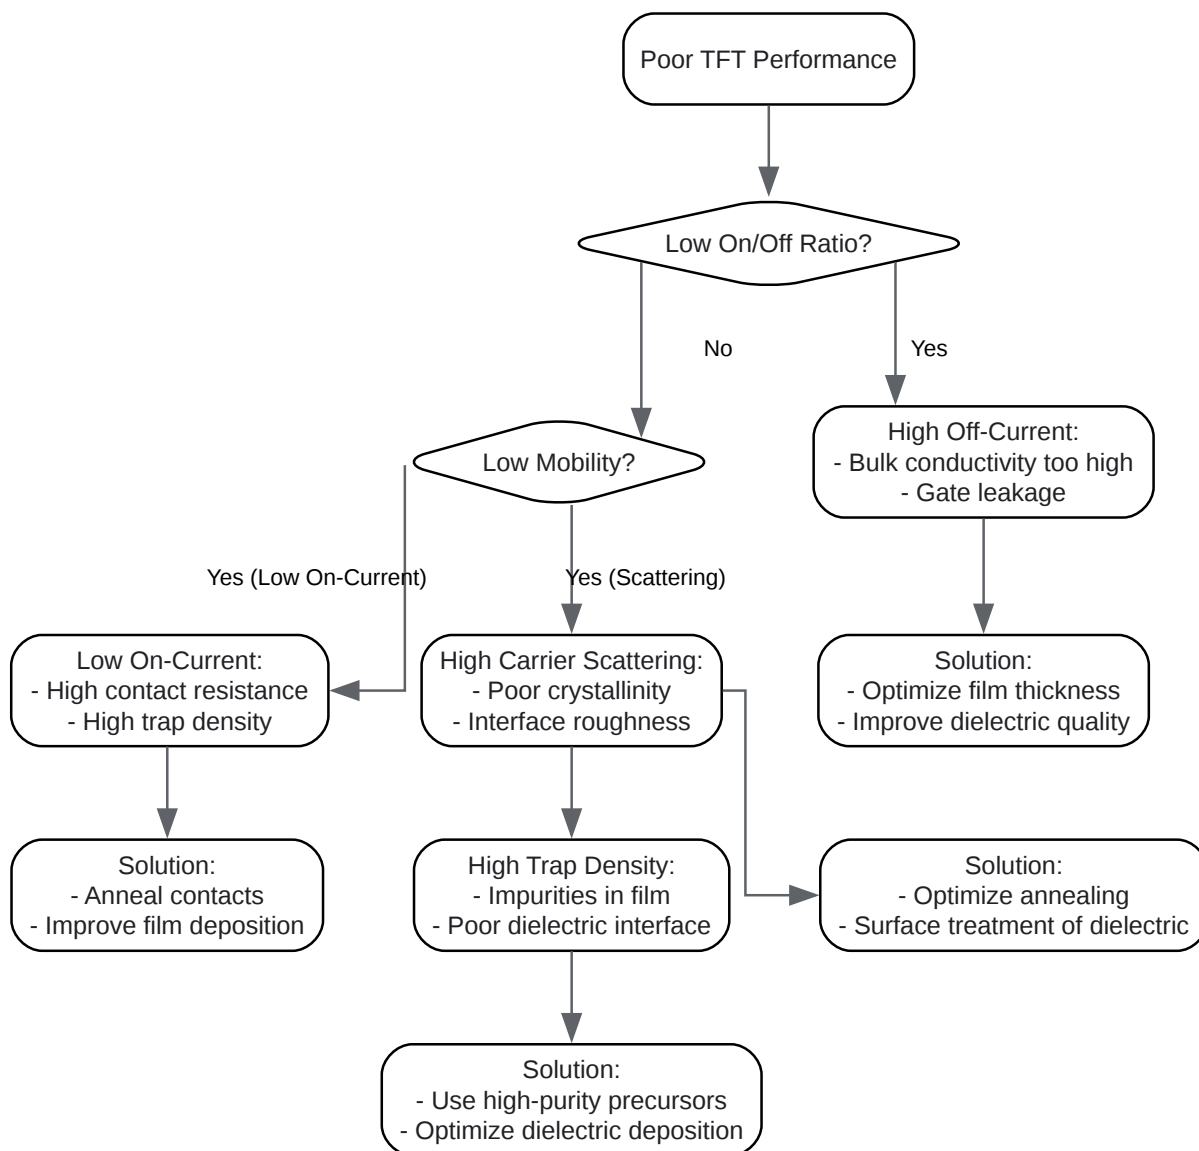 Poor TFT Performance
Low On/Off Ratio?
No
Yes
High Off-Current:
- Bulk conductivity too high
- Gate leakage
Low Mobility?
Yes (Low On-Current)
Yes (Scattering)
Low On-Current:
- High contact resistance
- High trap density
High Carrier Scattering:
- Poor crystallinity
- Interface roughness
Solution:
- Optimize film thickness
- Improve dielectric quality
Solution:
- Anneal contacts
- Improve film deposition
High Trap Density:
- Impurities in film
- Poor dielectric interface
Solution:
- Optimize annealing
- Surface treatment of dielectric
Solution:
- Use high-purity precursors
- Optimize dielectric deposition